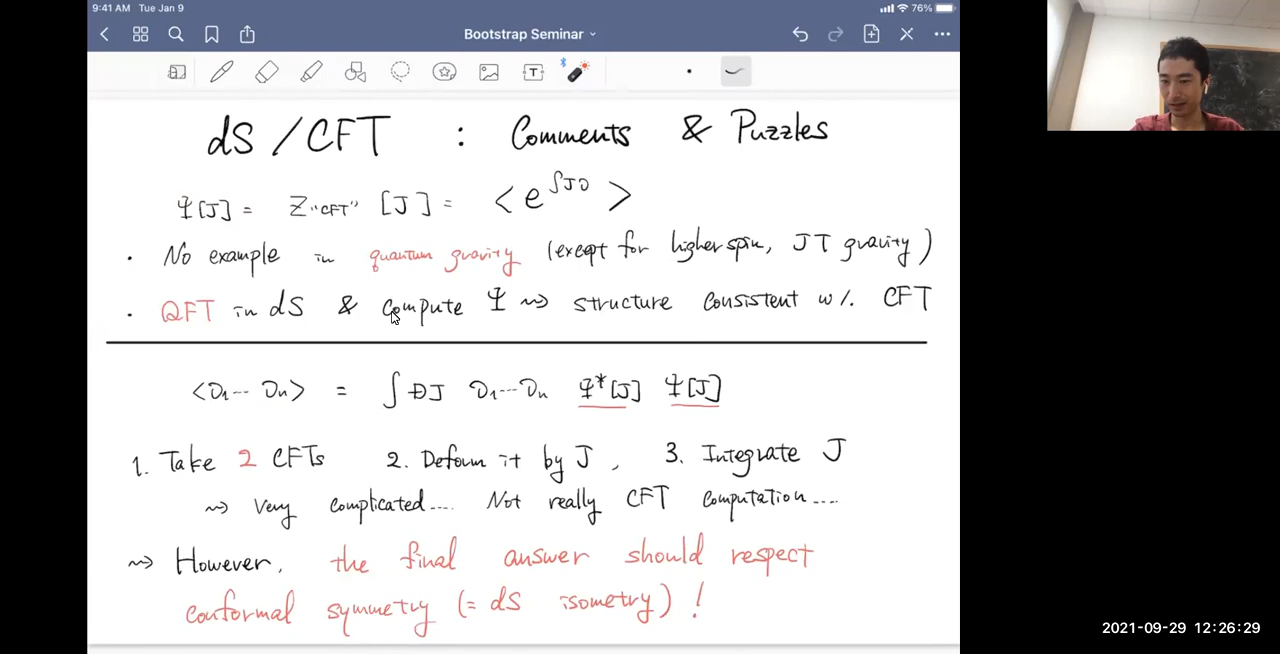 9:41 AM Tue Jan 9
76%
Bootstrap Seminar
dS / CFT : Comments & Puzzles
Ψ[J] = Z"CFT" [J] = < e^∫JO >
· No example in quantum gravity (except for higher spin, JT gravity)
· QFT in dS & compute Ψ ⇝ structure consistent w/. CFT
<O₁··· Oₙ> = ∫ DJ O₁···Oₙ Ψ*[J] Ψ[J]
1. Take 2 CFTs 2. Deform it by J, 3. Integrate J
⇝ Very complicated.... Not really CFT computation....
⇝ However, the final answer should respect
conformal symmetry (= dS isometry) !
2021-09-29 12:26:29